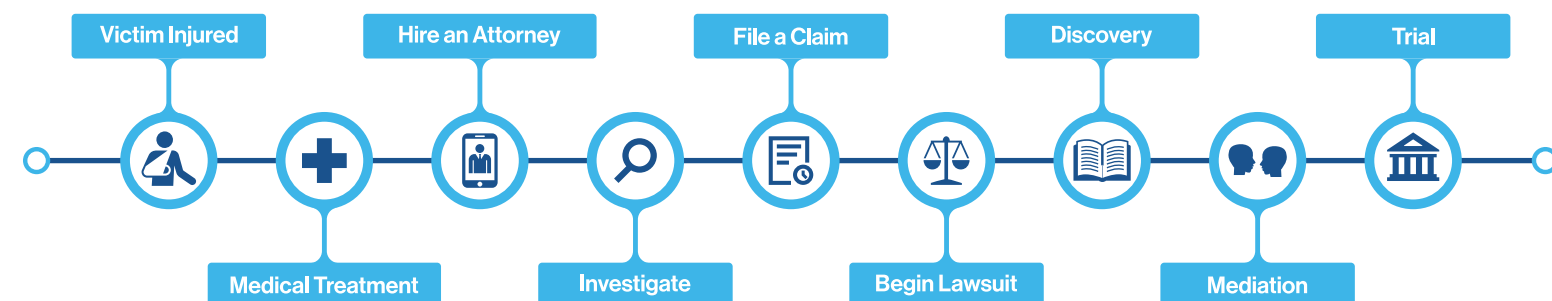 Victim Injured
Hire an Attorney
File a Claim
Discovery
Trial
Medical Treatment
Investigate
Begin Lawsuit
Mediation